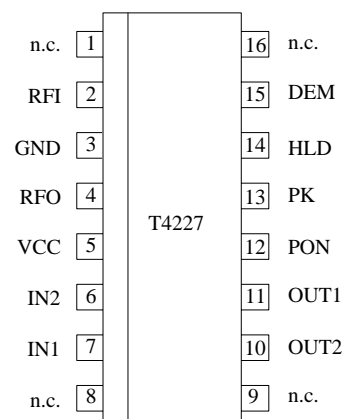 n.c. 1 16 n.c.
RFI 2 15 DEM
GND 3 14 HLD
RFO 4 13 PK
T4227
VCC 5 12 PON
IN2 6 11 OUT1
IN1 7 10 OUT2
n.c. 8 9 n.c.